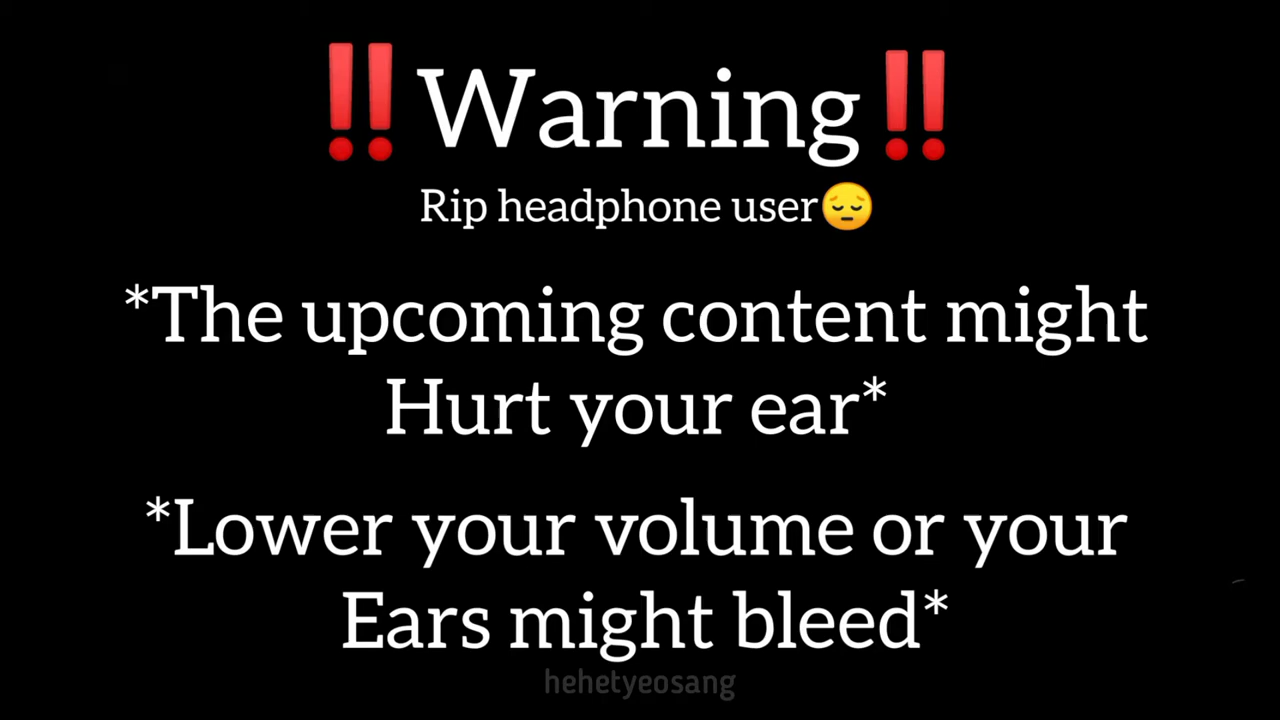 ‼️Warning‼️
Rip headphone user😔
*The upcoming content might
Hurt your ear*
*Lower your volume or your
Ears might bleed*
hehetyeosang